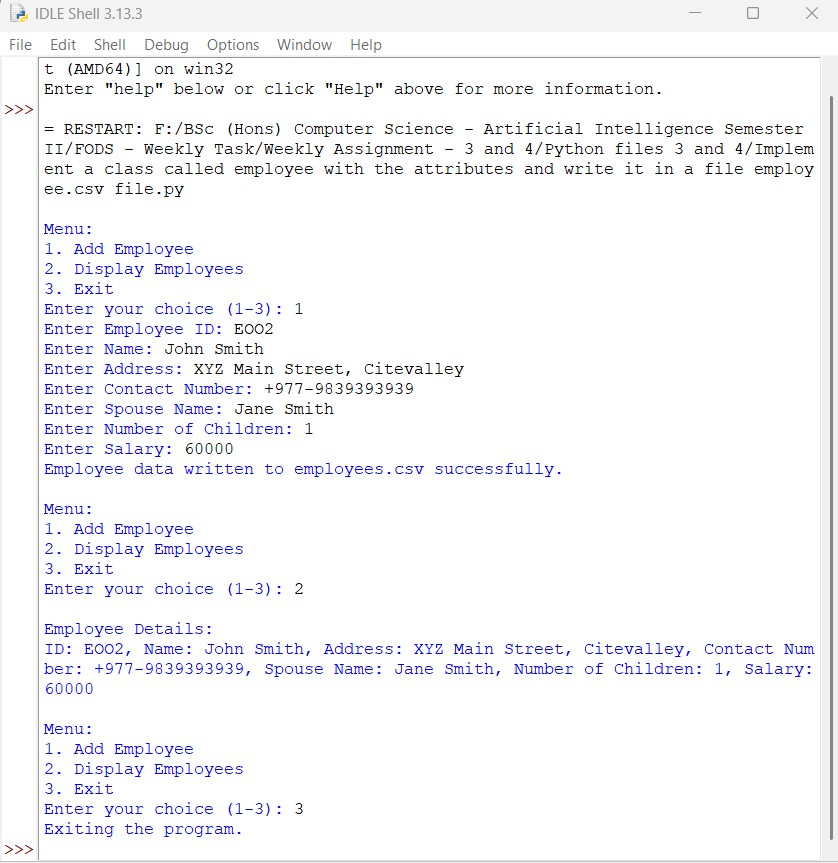 IDLE Shell 3.13.3
File Edit Shell Debug Options Window Help
t (AMD64)] on win32
Enter "help" below or click "Help" above for more information.
>>>
= RESTART: F:/BSc (Hons) Computer Science - Artificial Intelligence Semester
II/FODS - Weekly Task/Weekly Assignment - 3 and 4/Python files 3 and 4/Implem
ent a class called employee with the attributes and write it in a file employ
ee.csv file.py
Menu:
1. Add Employee
2. Display Employees
3. Exit
Enter your choice (1-3): 1
Enter Employee ID: EOO2
Enter Name: John Smith
Enter Address: XYZ Main Street, Citevalley
Enter Contact Number: +977-9839393939
Enter Spouse Name: Jane Smith
Enter Number of Children: 1
Enter Salary: 60000
Employee data written to employees.csv successfully.
Menu:
1. Add Employee
2. Display Employees
3. Exit
Enter your choice (1-3): 2
Employee Details:
ID: EOO2, Name: John Smith, Address: XYZ Main Street, Citevalley, Contact Num
ber: +977-9839393939, Spouse Name: Jane Smith, Number of Children: 1, Salary:
60000
Menu:
1. Add Employee
2. Display Employees
3. Exit
Enter your choice (1-3): 3
Exiting the program.
>>>